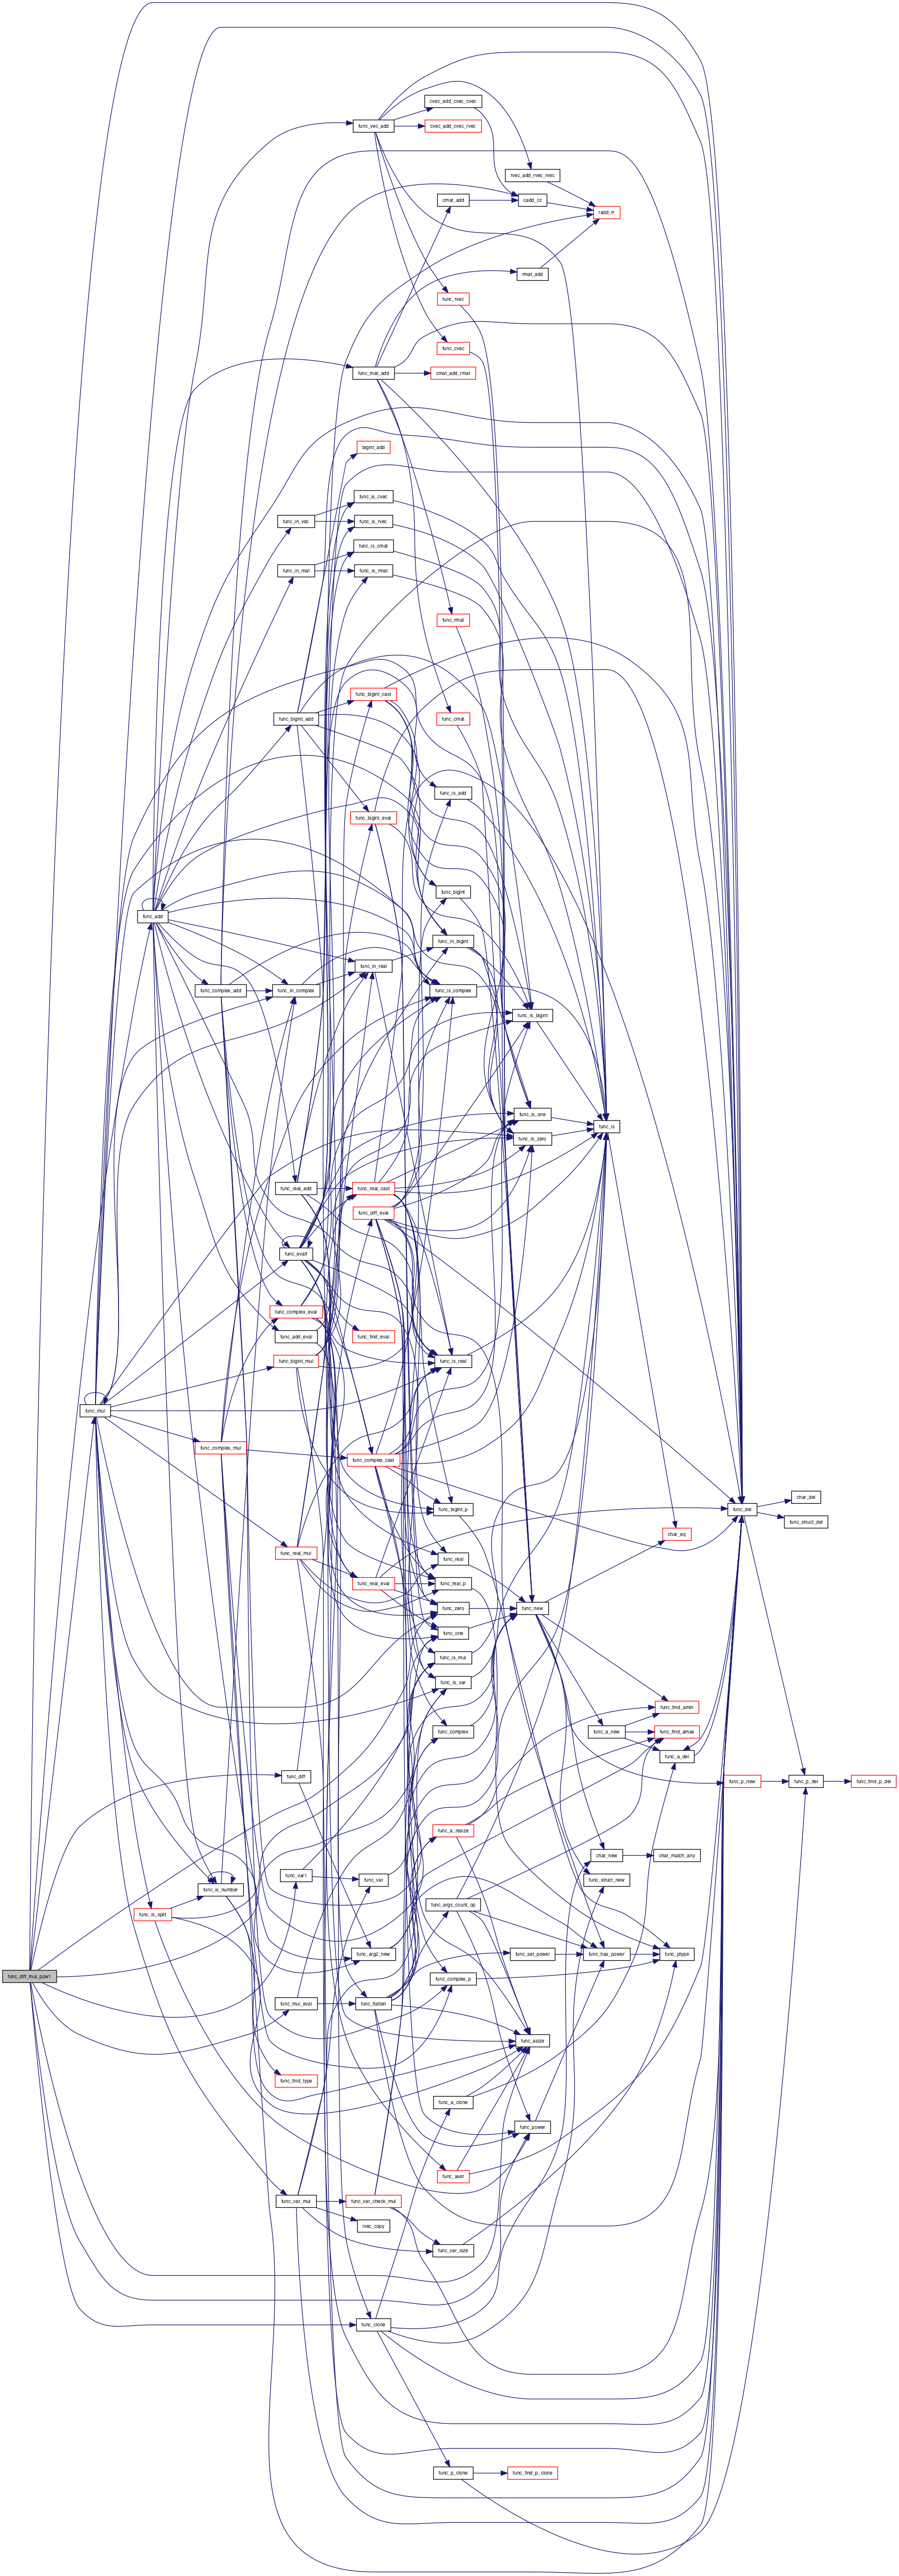 cvec_add_cvec_cvec
func_vec_add
cvec_add_cvec_rvec
rvec_add_rvec_rvec
cmat_add
cadd_cc
radd_rr
rmat_add
func_rvec
func_cvec
func_mat_add
cmat_add_rmat
bigint_add
func_is_cvec
func_in_vec
func_is_rvec
func_is_cmat
func_in_mat
func_is_rmat
func_rmat
func_bigint_cast
func_bigint_add
func_cmat
func_is_add
func_bigint_eval
func_bigint
func_add
func_in_bigint
func_in_real
func_complex_add
func_in_complex
func_is_complex
func_is_bigint
func_is_one
func_is
func_is_zero
func_real_add
func_real_cast
func_diff_eval
func_evalf
func_complex_eval
func_add_eval
func_find_eval
func_bigint_mul
func_is_real
func_mul
func_complex_mul
func_complex_cast
char_del
func_bigint_p
func_del
func_struct_del
char_eq
func_real_mul
func_real
func_real_eval
func_real_p
func_zero
func_new
func_one
func_is_mul
func_diff
func_is_var
func_find_amin
func_complex
func_a_new
func_find_amax
func_a_del
func_p_new
func_p_del
func_find_p_del
func_a_resize
char_new
char_match_any
func_var1
func_var
func_struct_new
func_is_number
func_args_count_op
func_is_split
func_arg2_new
func_set_power
func_has_power
func_ptype
func_diff_mul_pow1
func_complex_p
func_mul_eval
func_flatten
func_asize
func_find_type
func_a_clone
func_power
func_aset
func_var_mul
func_var_check_mul
rvec_copy
func_var_size
func_clone
func_p_clone
func_find_p_clone